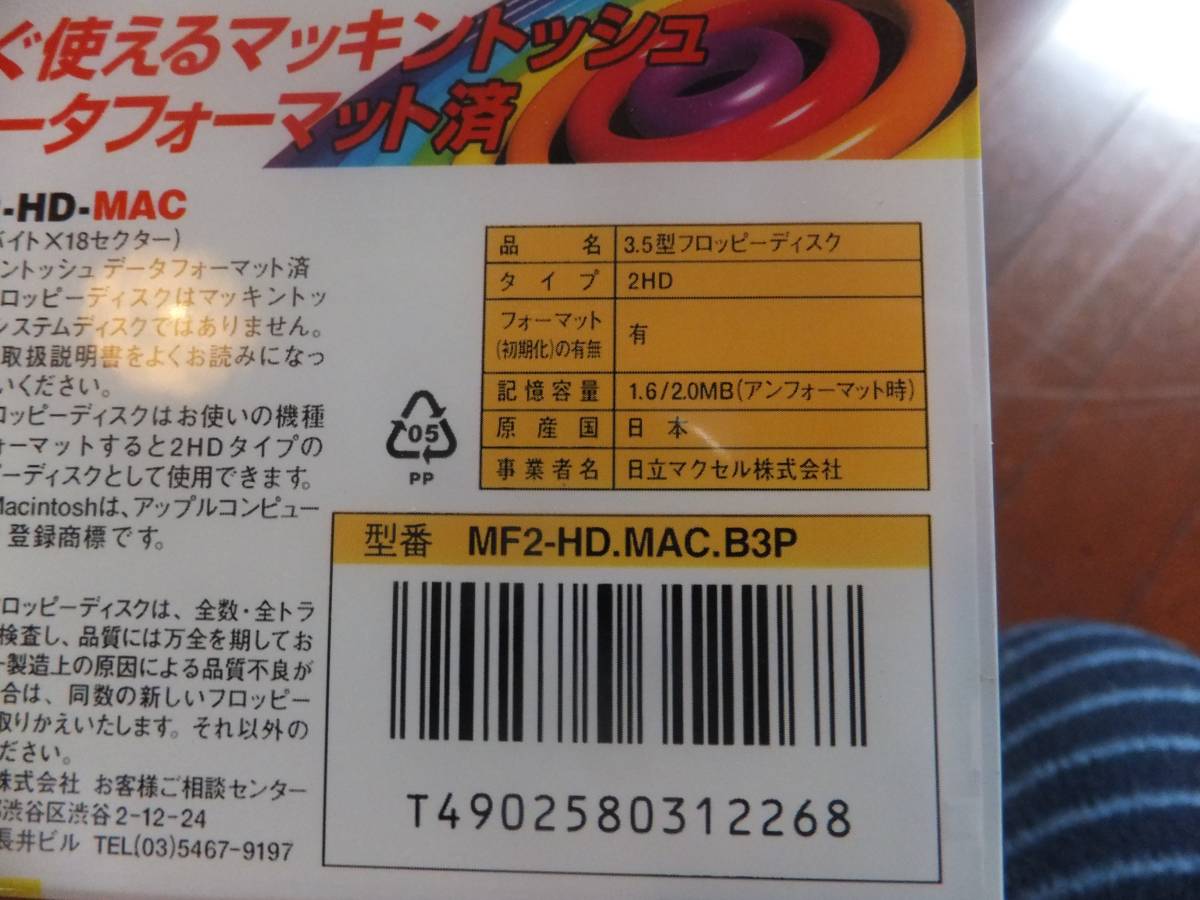 ぐ使えるマッキントッシュ
ータフォーマット済
-HD-MAC
バイト×18セクター)
ントッシュ データフォーマット済
ロッピーディスクはマッキントッ
システムディスクではありません。
取扱説明書をよくお読みになっ
いください。
ロッピーディスクはお使いの機種
ォーマットすると2HDタイプの
ピーディスクとして使用できます。
Macintoshは、アップルコンピュー
登録商標です。
ロッピーディスクは、全数・全トラ
検査し、品質には万全を期してお
一製造上の原因による品質不良が
合は、同数の新しいフロッピー
取りかえいたします。それ以外の
ださい。
株式会社 お客様ご相談センター
渋谷区渋谷2-12-24
長井ビル TEL(03)5467-9197
05
PP
品名 3.5型フロッピーディスク
タイプ 2HD
フォーマット
(初期化)の有無 有
記憶容量 1.6/2.0MB(アンフォーマット時)
原産国 日本
事業者名 日立マクセル株式会社
型番 MF2-HD.MAC.B3P
T4902580312268